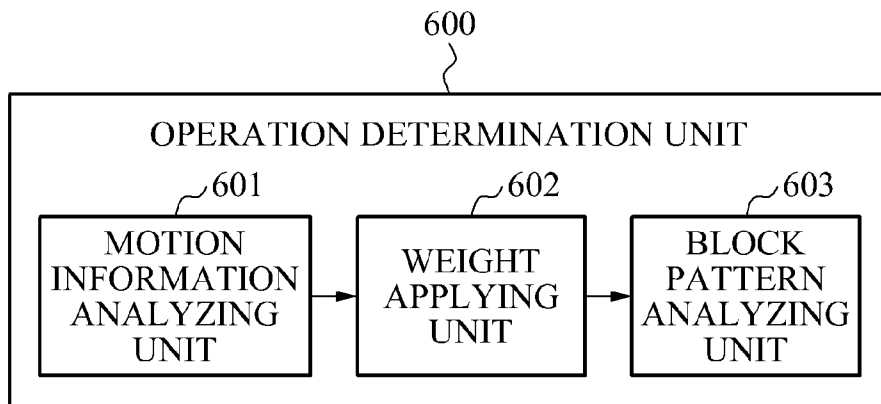 600
OPERATION DETERMINATION UNIT
601
602
603
MOTION
INFORMATION
ANALYZING
UNIT
WEIGHT
APPLYING
UNIT
BLOCK
PATTERN
ANALYZING
UNIT